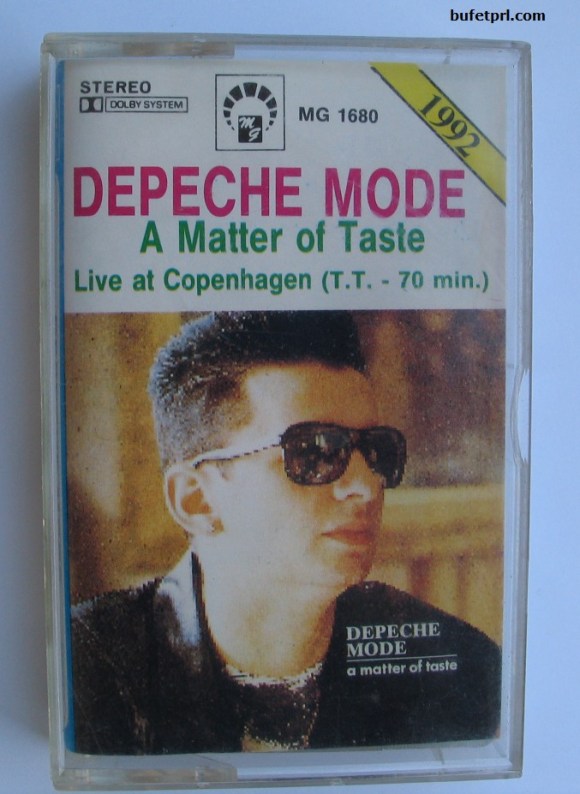 bufetprl.com
STEREO
DOLBY SYSTEM
MG
MG 1680
1992
DEPECHE MODE
A Matter of Taste
Live at Copenhagen (T.T. - 70 min.)
DEPECHE
MODE
a matter of taste